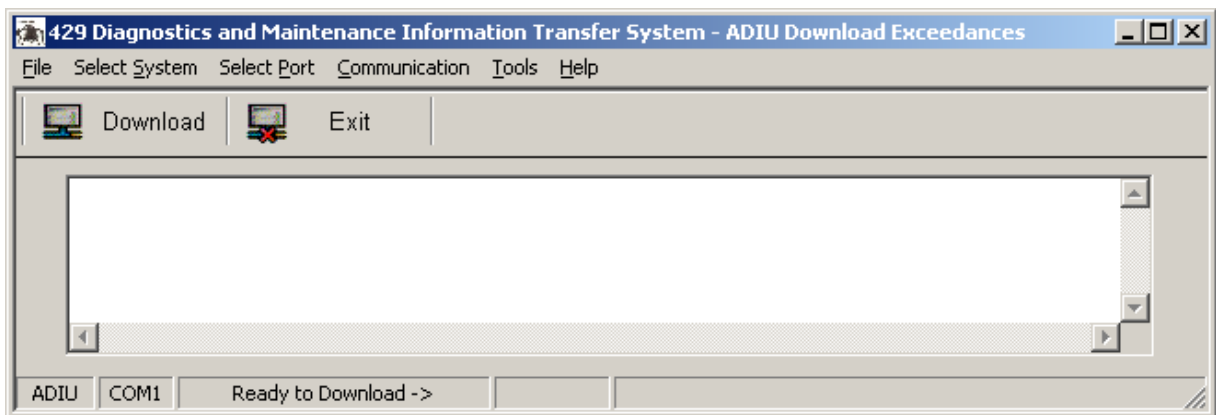 429 Diagnostics and Maintenance Information Transfer System - ADIU Download Exceedances
File Select System Select Port Communication Tools Help
Download Exit
ADIU COM1 Ready to Download ->